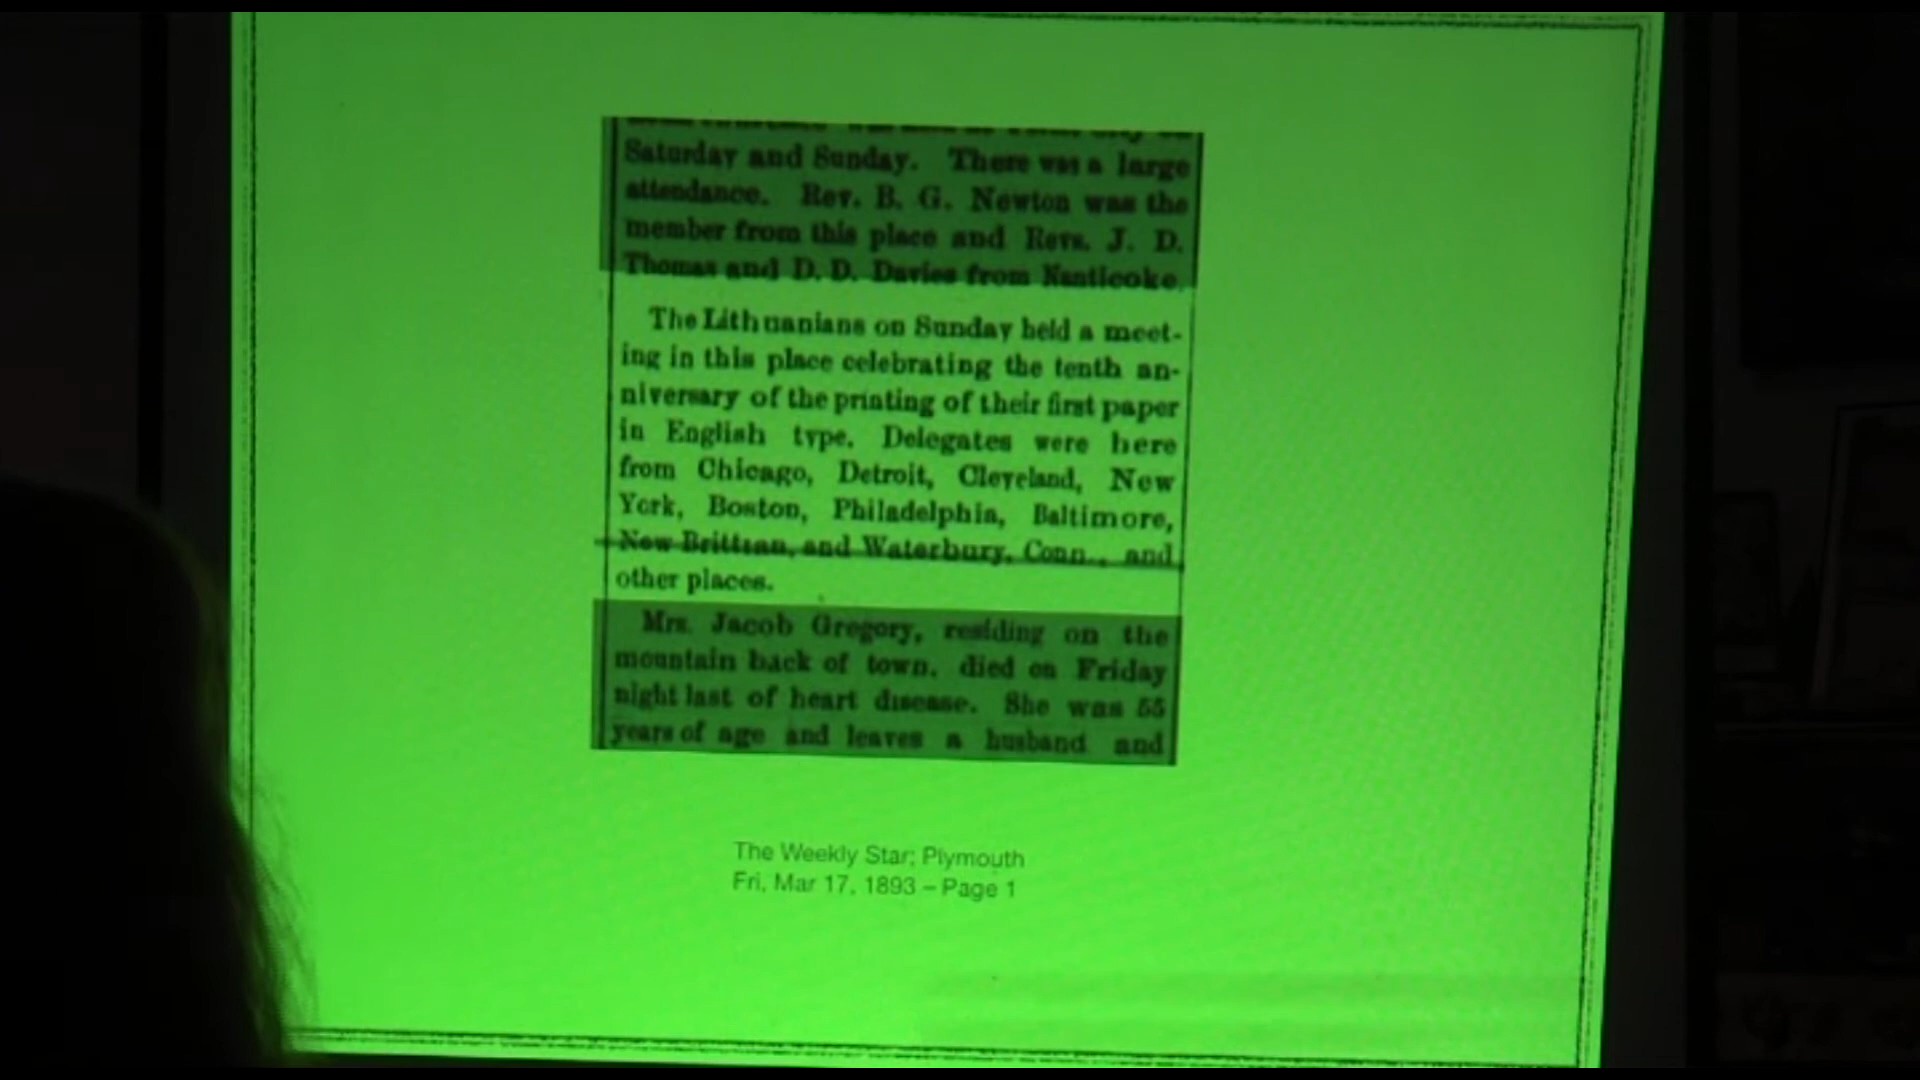 Saturday and Sunday. There was a large
attendance. Rev. B. G. Newton was the
member from this place and Revs. J. D.
Thomas and D. D. Davies from Nanticoke.
The Lithuanians on Sunday held a meet-
ing in this place celebrating the tenth an-
niversary of the printing of their first paper
in English type. Delegates were here
from Chicago, Detroit, Cleveland, New
York, Boston, Philadelphia, Baltimore,
New Brittian, and Waterbury, Conn., and
other places.
Mrs. Jacob Gregory, residing on the
mountain back of town, died on Friday
night last of heart disease. She was 55
years of age and leaves a husband and
The Weekly Star; Plymouth
Fri, Mar 17, 1893 – Page 1